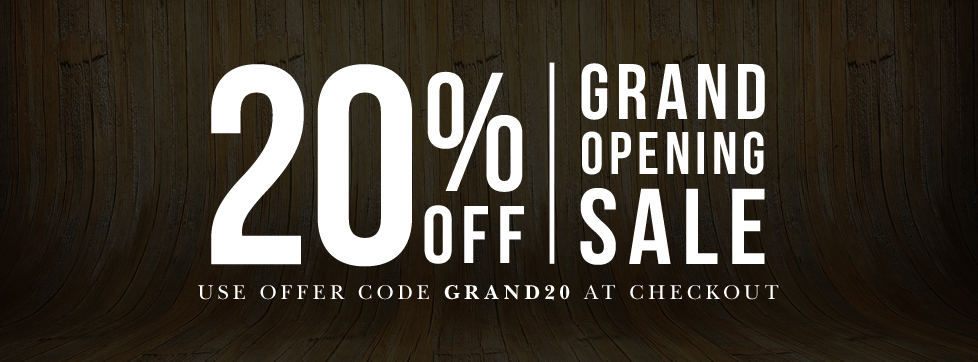 20% OFF
GRAND
OPENING
SALE
USE OFFER CODE GRAND20 AT CHECKOUT